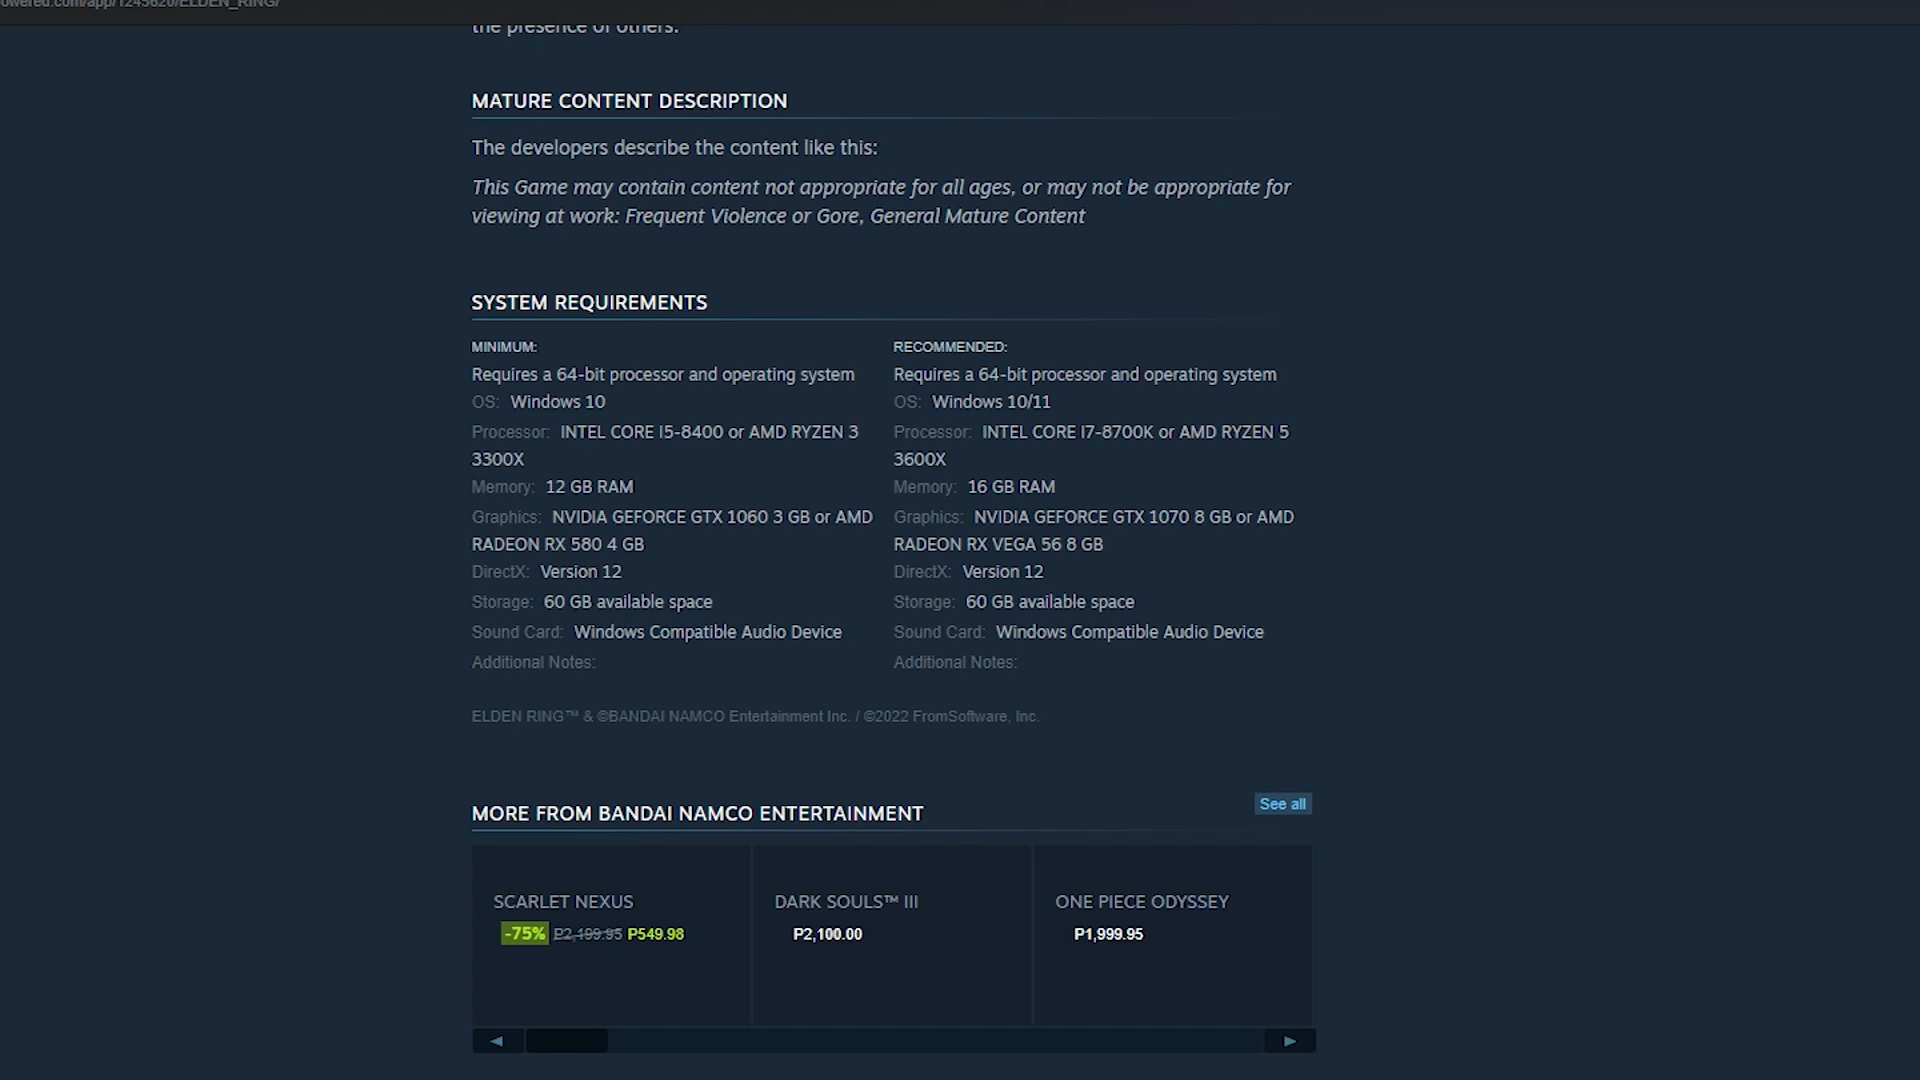 owered.com/app/1245620/ELDEN_RING/
the presence of others.
MATURE CONTENT DESCRIPTION
The developers describe the content like this:
This Game may contain content not appropriate for all ages, or may not be appropriate for
viewing at work: Frequent Violence or Gore, General Mature Content
SYSTEM REQUIREMENTS
MINIMUM:
Requires a 64-bit processor and operating system
OS: Windows 10
Processor: INTEL CORE I5-8400 or AMD RYZEN 3
3300X
Memory: 12 GB RAM
Graphics: NVIDIA GEFORCE GTX 1060 3 GB or AMD
RADEON RX 580 4 GB
DirectX: Version 12
Storage: 60 GB available space
Sound Card: Windows Compatible Audio Device
Additional Notes:
RECOMMENDED:
Requires a 64-bit processor and operating system
OS: Windows 10/11
Processor: INTEL CORE I7-8700K or AMD RYZEN 5
3600X
Memory: 16 GB RAM
Graphics: NVIDIA GEFORCE GTX 1070 8 GB or AMD
RADEON RX VEGA 56 8 GB
DirectX: Version 12
Storage: 60 GB available space
Sound Card: Windows Compatible Audio Device
Additional Notes:
ELDEN RING™ & ©BANDAI NAMCO Entertainment Inc. / ©2022 FromSoftware, Inc.
MORE FROM BANDAI NAMCO ENTERTAINMENT
See all
SCARLET NEXUS
-75% P2,199.95 P549.98
DARK SOULS™ III
P2,100.00
ONE PIECE ODYSSEY
P1,999.95